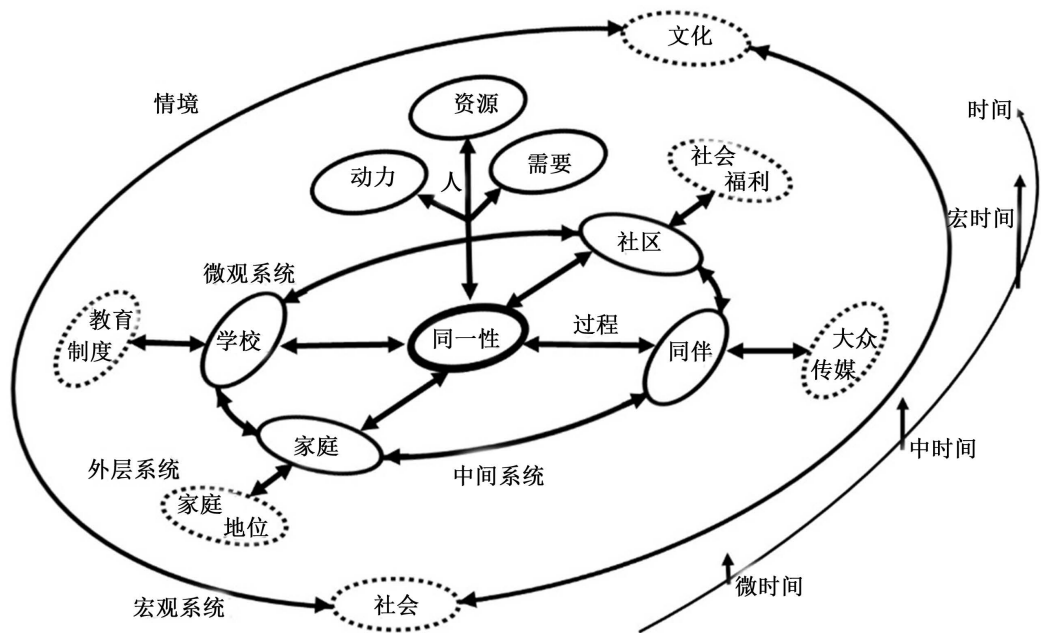 文化
情境
资源
时间
动力
人
需要
社会
福利
宏时间
社区
微观系统
教育
制度
学校
同一性
过程
同伴
大众
传媒
家庭
外层系统
中间系统
中时间
家庭
地位
微时间
宏观系统
社会